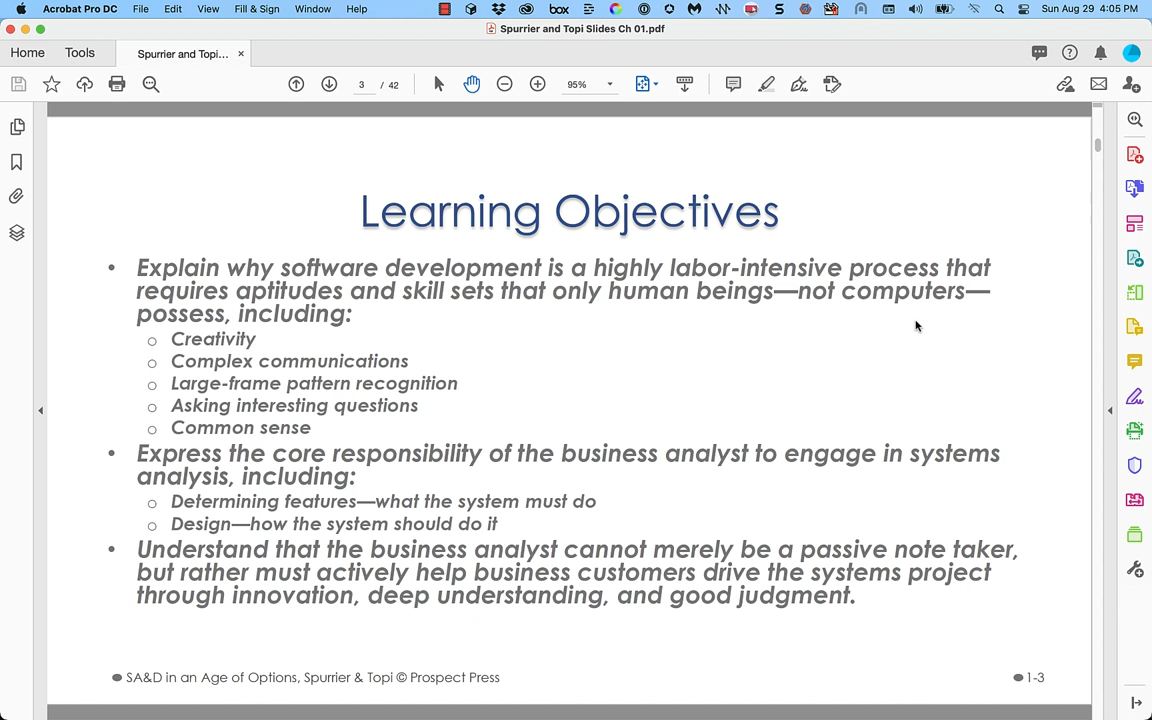 Acrobat Pro DC File Edit View Fill & Sign Window Help box Sun Aug 29 4:05 PM
Spurrier and Topi Slides Ch 01.pdf
Home Tools Spurrier and Topi... ×
3 / 42 95%
Learning Objectives
• Explain why software development is a highly labor-intensive process that
requires aptitudes and skill sets that only human beings—not computers—
possess, including:
o Creativity
o Complex communications
o Large-frame pattern recognition
o Asking interesting questions
o Common sense
• Express the core responsibility of the business analyst to engage in systems
analysis, including:
o Determining features—what the system must do
o Design—how the system should do it
• Understand that the business analyst cannot merely be a passive note taker,
but rather must actively help business customers drive the systems project
through innovation, deep understanding, and good judgment.
SA&D in an Age of Options, Spurrier & Topi © Prospect Press 1-3